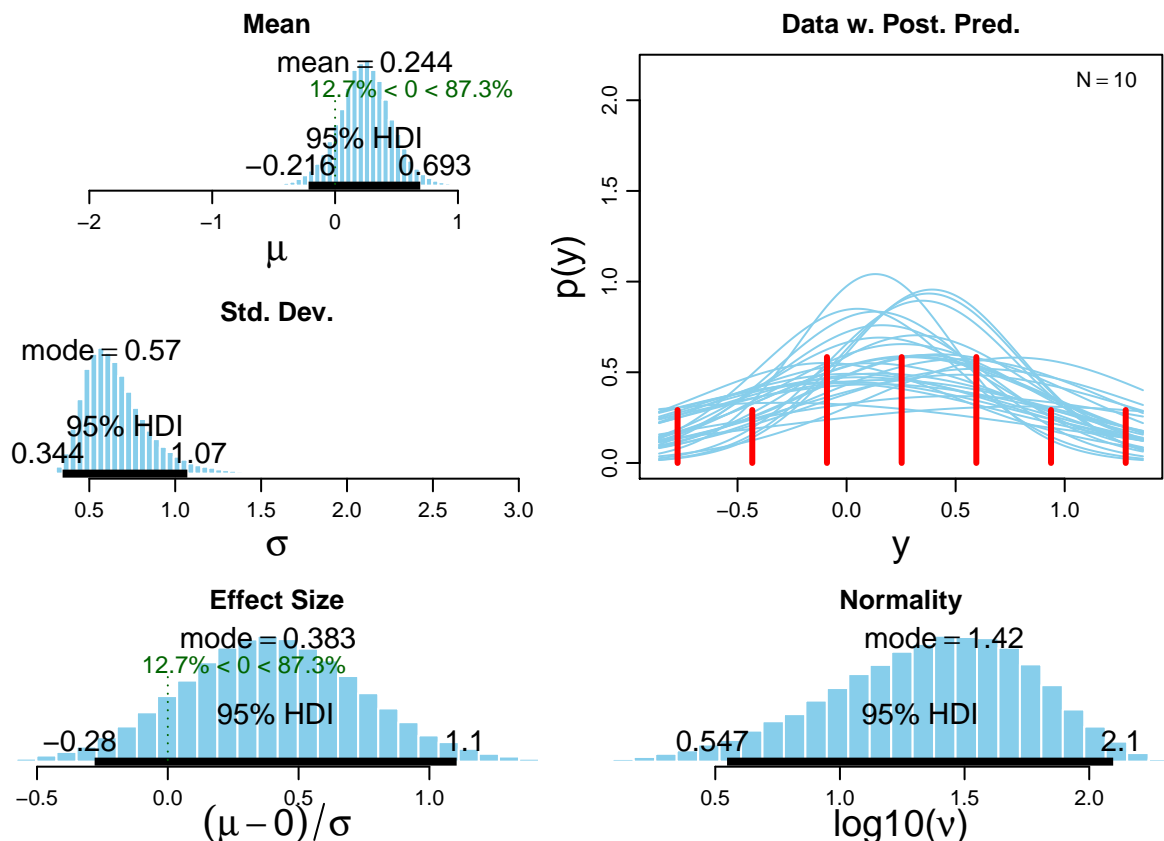 Mean
mean = 0.244
12.7% < 0 < 87.3%
95% HDI
−0.216 0.693
−2 −1 0 1
μ
Data w. Post. Pred.
N = 10
2.0
1.5
1.0
0.5
0.0
p(y)
−0.5 0.0 0.5 1.0
y
Std. Dev.
mode = 0.57
95% HDI
0.344 1.07
0.5 1.0 1.5 2.0 2.5 3.0
σ
Effect Size
mode = 0.383
12.7% < 0 < 87.3%
95% HDI
−0.28 1.1
−0.5 0.0 0.5 1.0
(μ − 0)/σ
Normality
mode = 1.42
95% HDI
0.547 2.1
0.5 1.0 1.5 2.0
log10(ν)